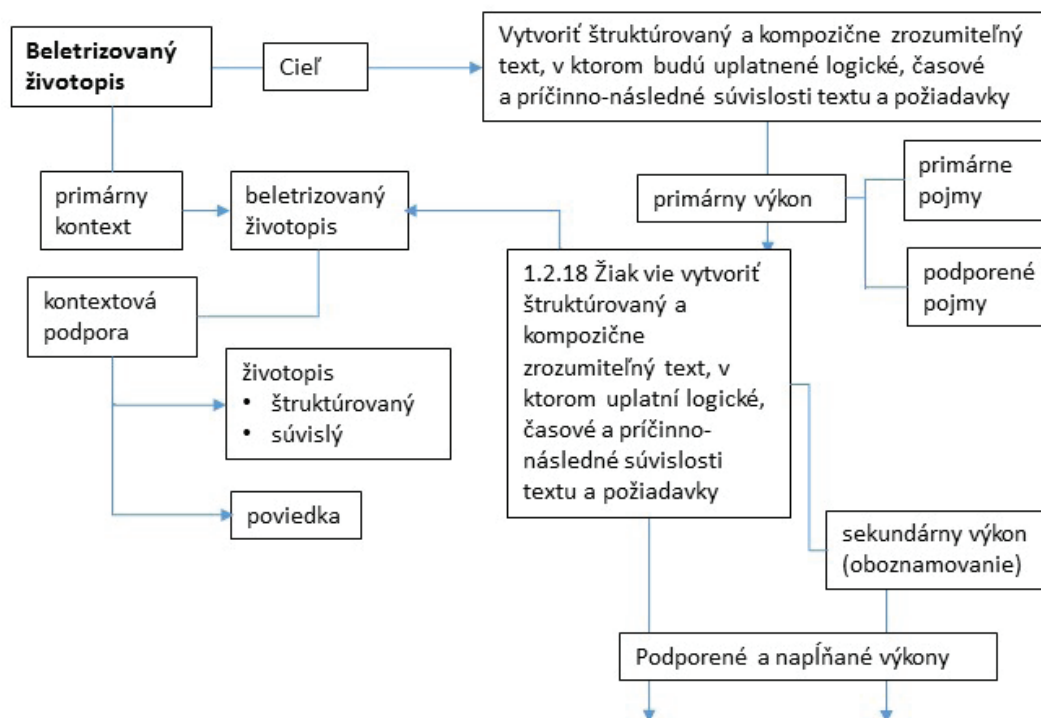 Beletrizovaný
životopis
Cieľ
Vytvoriť štruktúrovaný a kompozične zrozumiteľný
text, v ktorom budú uplatnené logické, časové
a príčinno-následné súvislosti textu a požiadavky
primárny
kontext
beletrizovaný
životopis
primárny výkon
primárne
pojmy
podporené
pojmy
kontextová
podpora
životopis
• štruktúrovaný
• súvislý
poviedka
1.2.18 Žiak vie vytvoriť
štruktúrovaný a
kompozične
zrozumiteľný text, v
ktorom uplatní logické,
časové a príčinno-
následné súvislosti
textu a požiadavky
sekundárny výkon
(oboznamovanie)
Podporené a napĺňané výkony